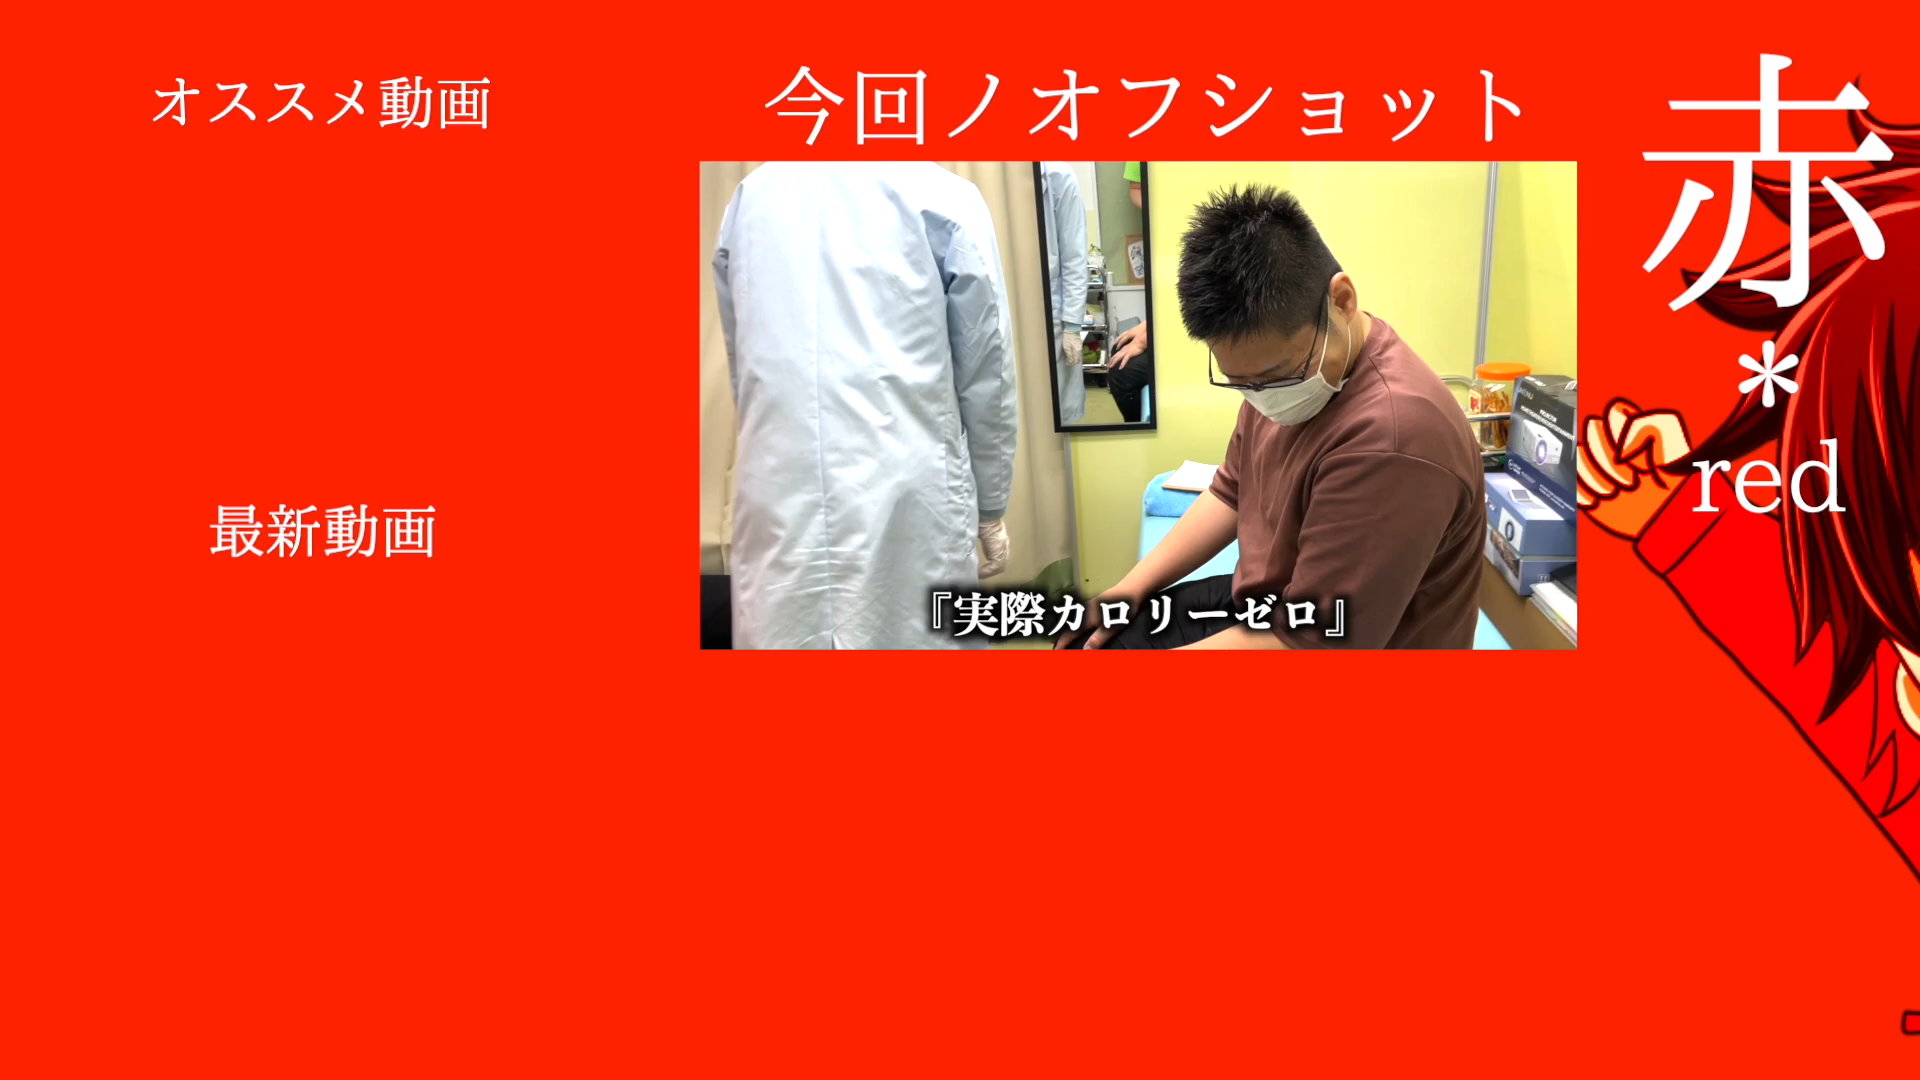 オススメ動画
今回ノオフショット
『実際カロリーゼロ』
最新動画
赤
*
red